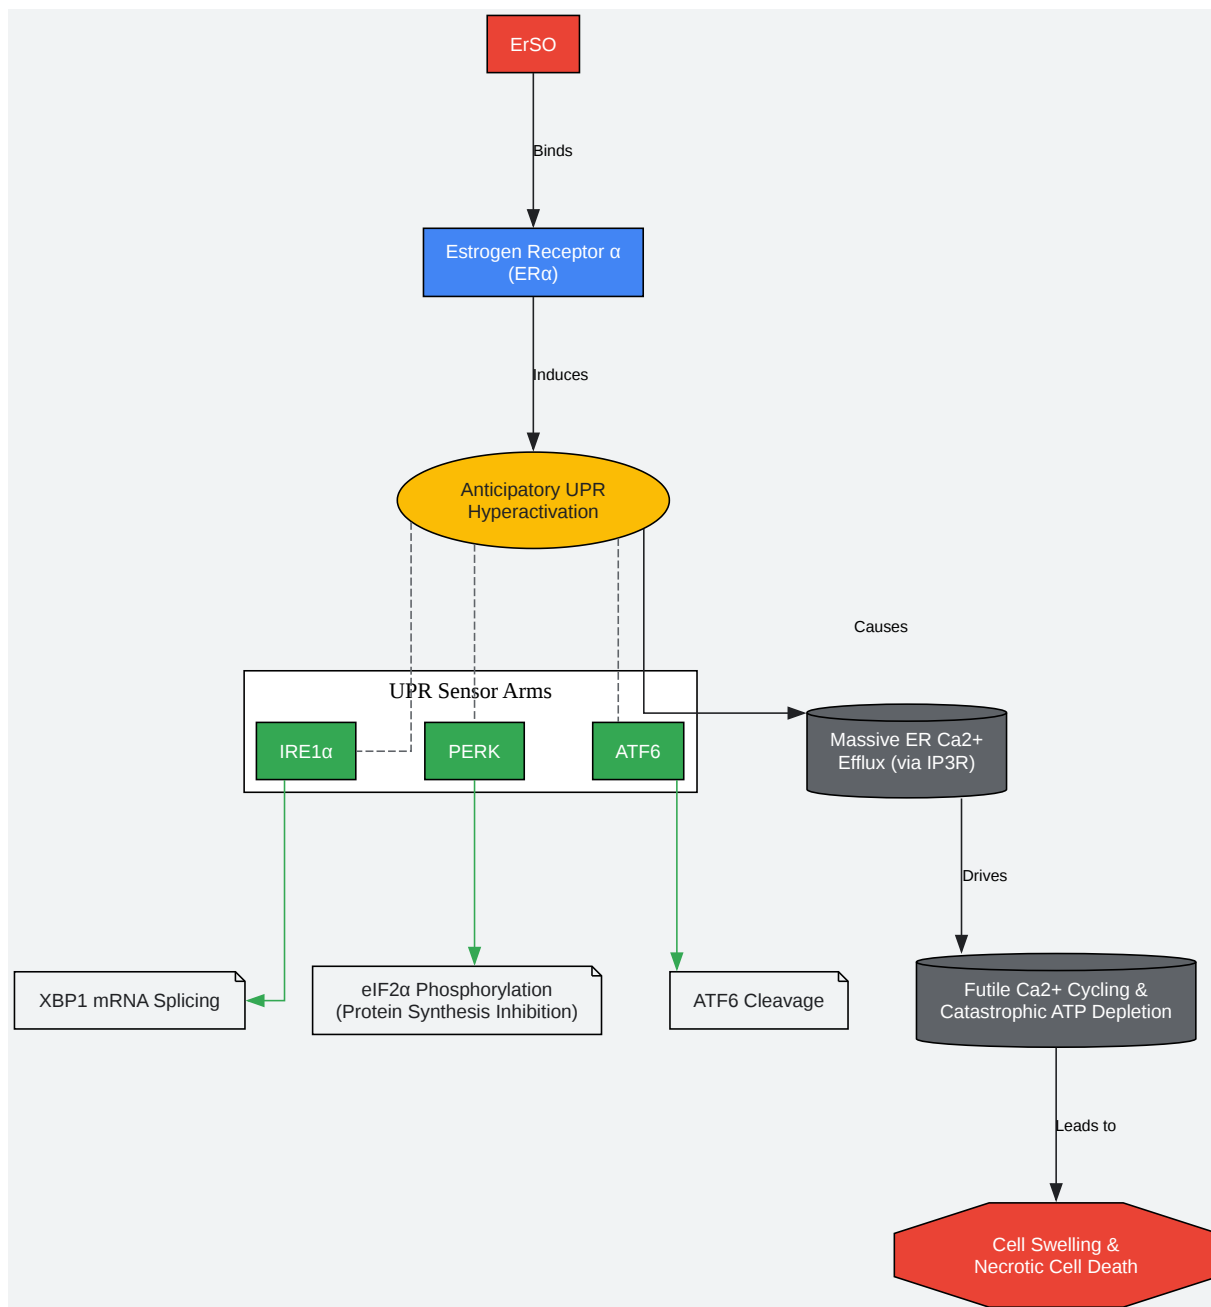 ErSO
Binds
Estrogen Receptor α
(ERα)
Induces
Anticipatory UPR
Hyperactivation
Causes
UPR Sensor Arms
IRE1α
PERK
ATF6
Massive ER Ca2+
Efflux (via IP3R)
Drives
XBP1 mRNA Splicing
eIF2α Phosphorylation
(Protein Synthesis Inhibition)
ATF6 Cleavage
Futile Ca2+ Cycling &
Catastrophic ATP Depletion
Leads to
Cell Swelling &
Necrotic Cell Death